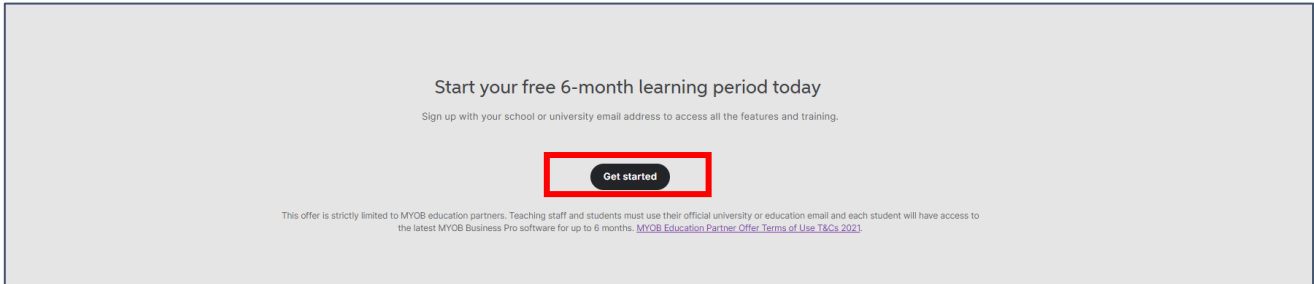 Start your free 6-month learning period today
Sign up with your school or university email address to access all the features and training.
Get started
This offer is strictly limited to MYOB education partners. Teaching staff and students must use their official university or education email and each student will have access to
the latest MYOB Business Pro software for up to 6 months. MYOB Education Partner Offer Terms of Use T&Cs 2021.